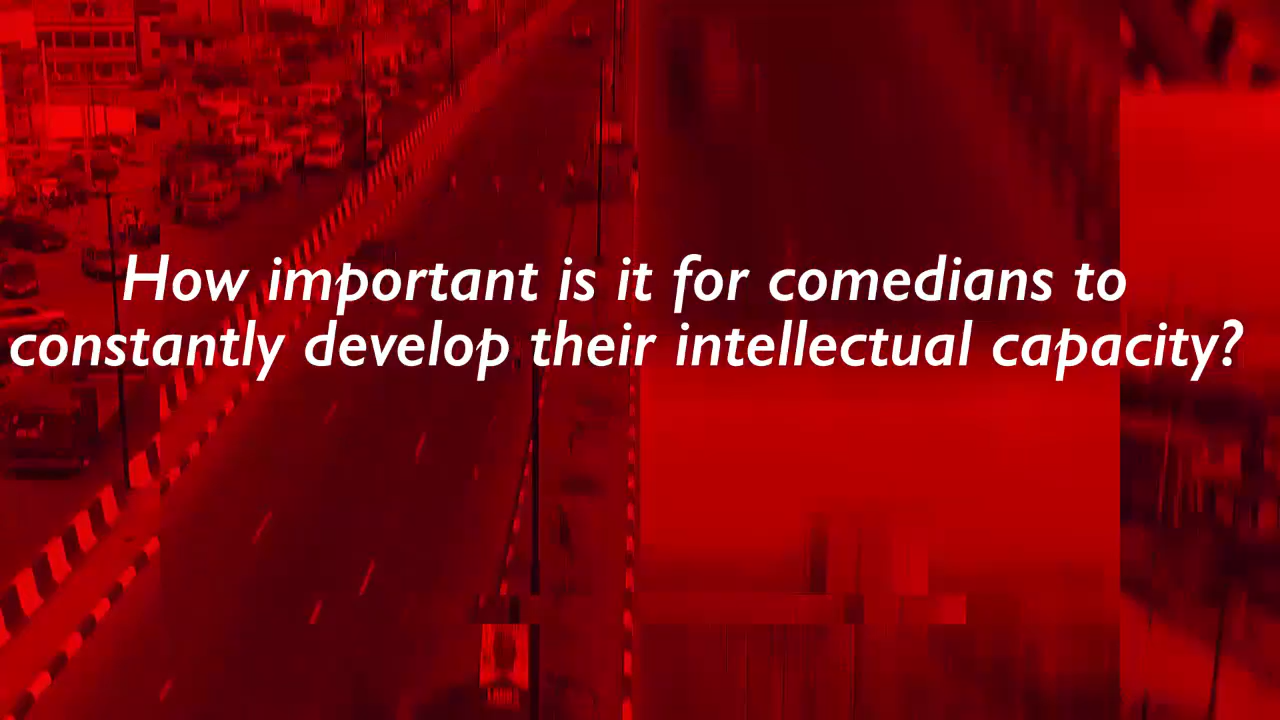 How important is it for comedians to
constantly develop their intellectual capacity?